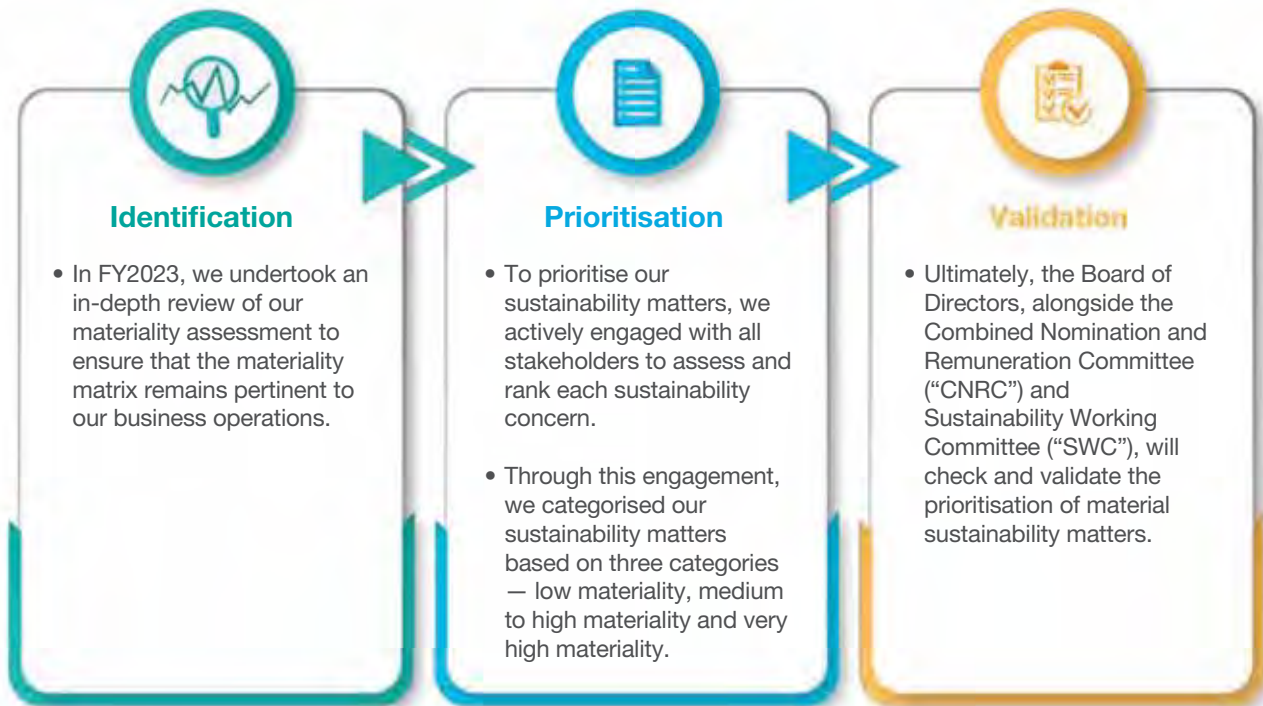 Identification
• In FY2023, we undertook an
in-depth review of our
materiality assessment to
ensure that the materiality
matrix remains pertinent to
our business operations.
Prioritisation
• To prioritise our
sustainability matters, we
actively engaged with all
stakeholders to assess and
rank each sustainability
concern.
• Through this engagement,
we categorised our
sustainability matters
based on three categories
— low materiality, medium
to high materiality and very
high materiality.
Validation
• Ultimately, the Board of
Directors, alongside the
Combined Nomination and
Remuneration Committee
(“CNRC”) and
Sustainability Working
Committee (“SWC”), will
check and validate the
prioritisation of material
sustainability matters.